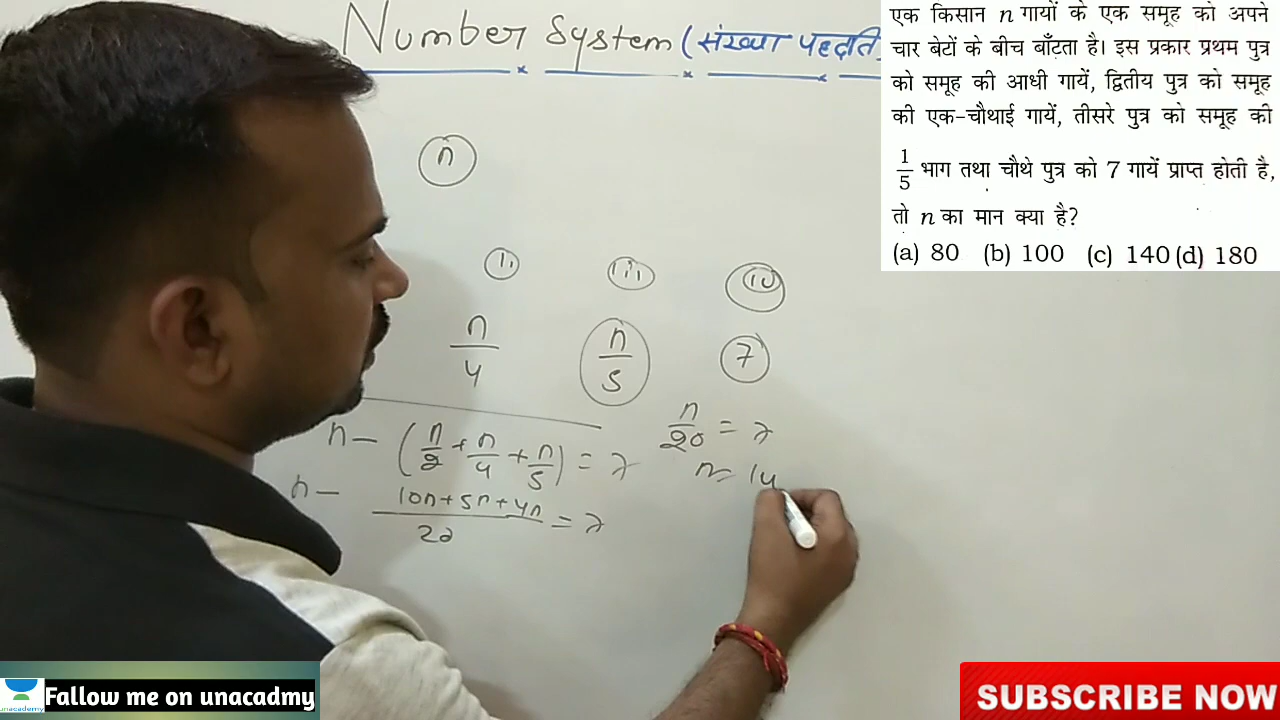 Number System (संख्या पद्दति)
एक किसान n गायों के एक समूह को अपने
चार बेटों के बीच बाँटता है। इस प्रकार प्रथम पुत्र
को समूह की आधी गायें, द्वितीय पुत्र को समूह
की एक-चौथाई गायें, तीसरे पुत्र को समूह की
1/5 भाग तथा चौथे पुत्र को 7 गायें प्राप्त होती है,
तो n का मान क्या है?
(a) 80 (b) 100 (c) 140 (d) 180
n
ii iii iv
n/4 n/5 7
n - (n/2 + n/4 + n/5) = 7
n - (10n+5n+4n)/20 = 7
n/20 = 7
n = 14
Fallow me on unacadmy
unacademy
SUBSCRIBE NOW